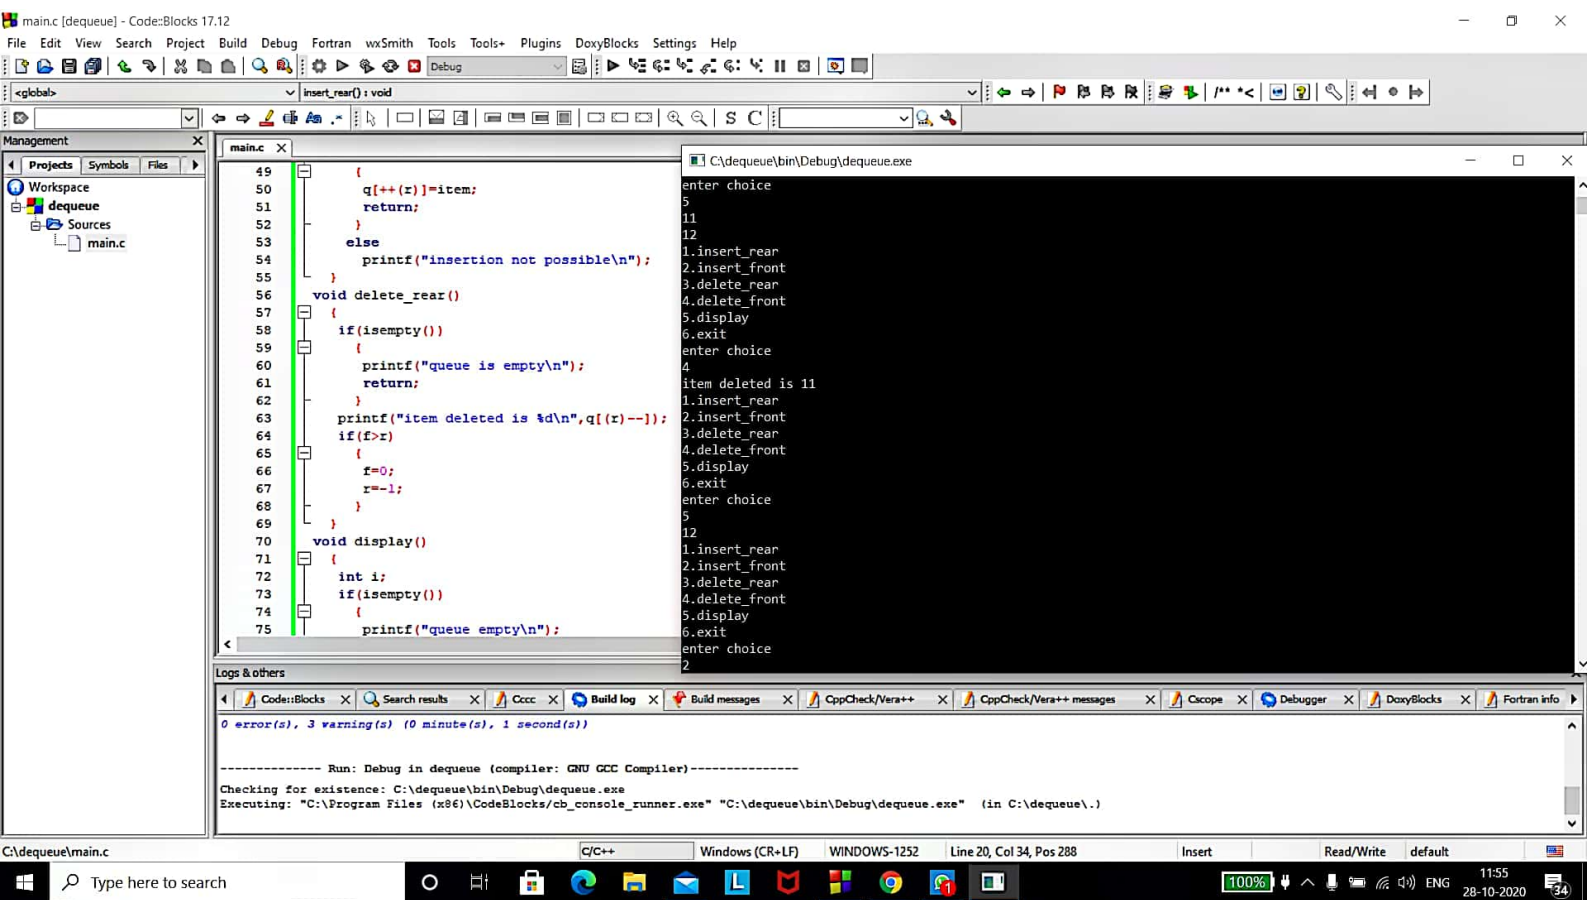 main.c [dequeue] - Code::Blocks 17.12
File Edit View Search Project Build Debug Fortran wxSmith Tools Tools+ Plugins DoxyBlocks Settings Help
Debug
<global> insert_rear() : void
/** *<
S C
Management
main.c
Projects Symbols Files
Workspace
dequeue
Sources
main.c
49 {
50 q[++(r)]=item;
51 return;
52 }
53 else
54 printf("insertion not possible\n");
55 }
56 void delete_rear()
57 {
58 if(isempty())
59 {
60 printf("queue is empty\n");
61 return;
62 }
63 printf("item deleted is %d\n",q[(r)--]);
64 if(f>r)
65 {
66 f=0;
67 r=-1;
68 }
69 }
70 void display()
71 {
72 int i;
73 if(isempty())
74 {
75 printf("queue empty\n");
C:\dequeue\bin\Debug\dequeue.exe
enter choice
5
11
12
1.insert_rear
2.insert_front
3.delete_rear
4.delete_front
5.display
6.exit
enter choice
4
item deleted is 11
1.insert_rear
2.insert_front
3.delete_rear
4.delete_front
5.display
6.exit
enter choice
5
12
1.insert_rear
2.insert_front
3.delete_rear
4.delete_front
5.display
6.exit
enter choice
2
Logs & others
Code::Blocks Search results Cccc Build log Build messages CppCheck/Vera++ CppCheck/Vera++ messages Cscope Debugger DoxyBlocks Fortran info
0 error(s), 3 warning(s) (0 minute(s), 1 second(s))
-------------- Run: Debug in dequeue (compiler: GNU GCC Compiler)---------------
Checking for existence: C:\dequeue\bin\Debug\dequeue.exe
Executing: "C:\Program Files (x86)\CodeBlocks/cb_console_runner.exe" "C:\dequeue\bin\Debug\dequeue.exe" (in C:\dequeue\.)
C:\dequeue\main.c C/C++ Windows (CR+LF) WINDOWS-1252 Line 20, Col 34, Pos 288 Insert Read/Write default
Type here to search
L
1
100%
ENG
11:55
28-10-2020
34